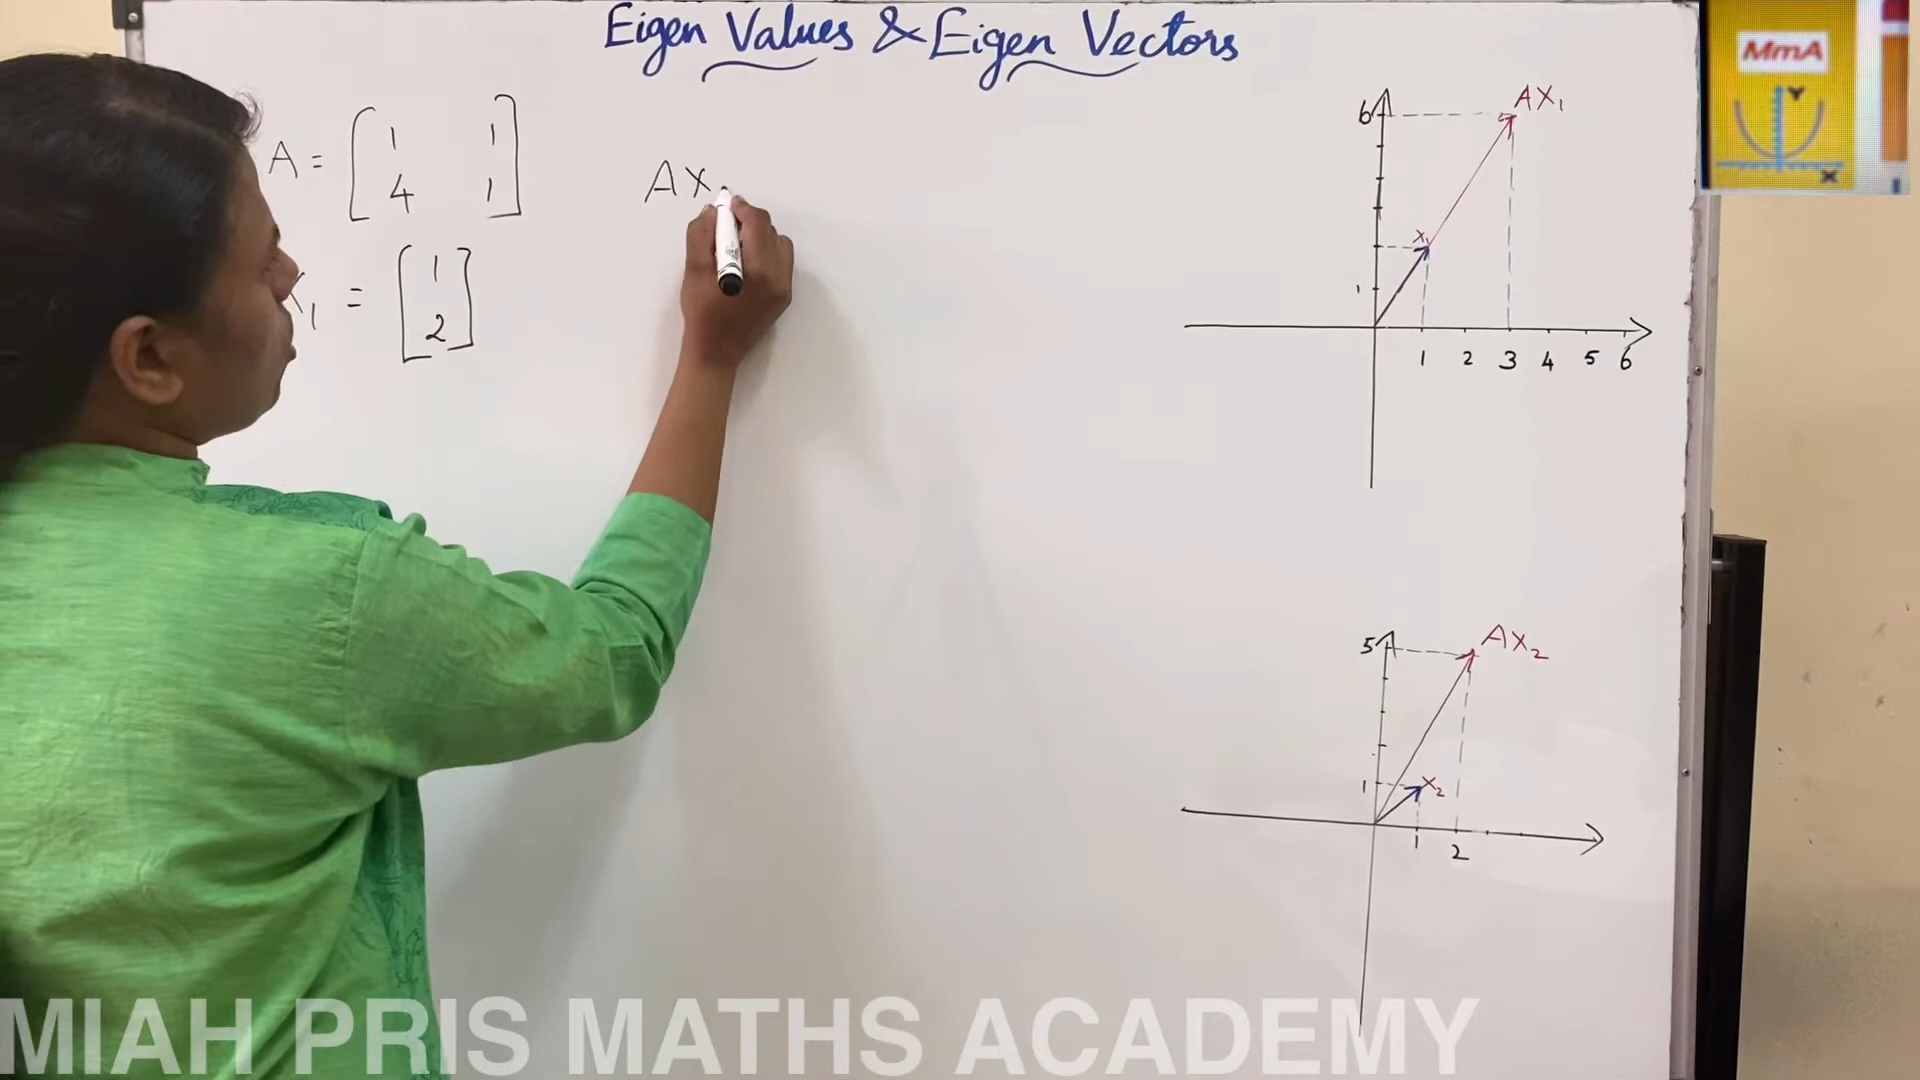 Eigen Values & Eigen Vectors
A = [ 1 1
4 1 ]
X₁ = [ 1
2 ]
AX
6
AX₁
X₁
1
1 2 3 4 5 6
5
AX₂
1
X₂
1 2
MmA
Y
X
MIAH PRIS MATHS ACADEMY